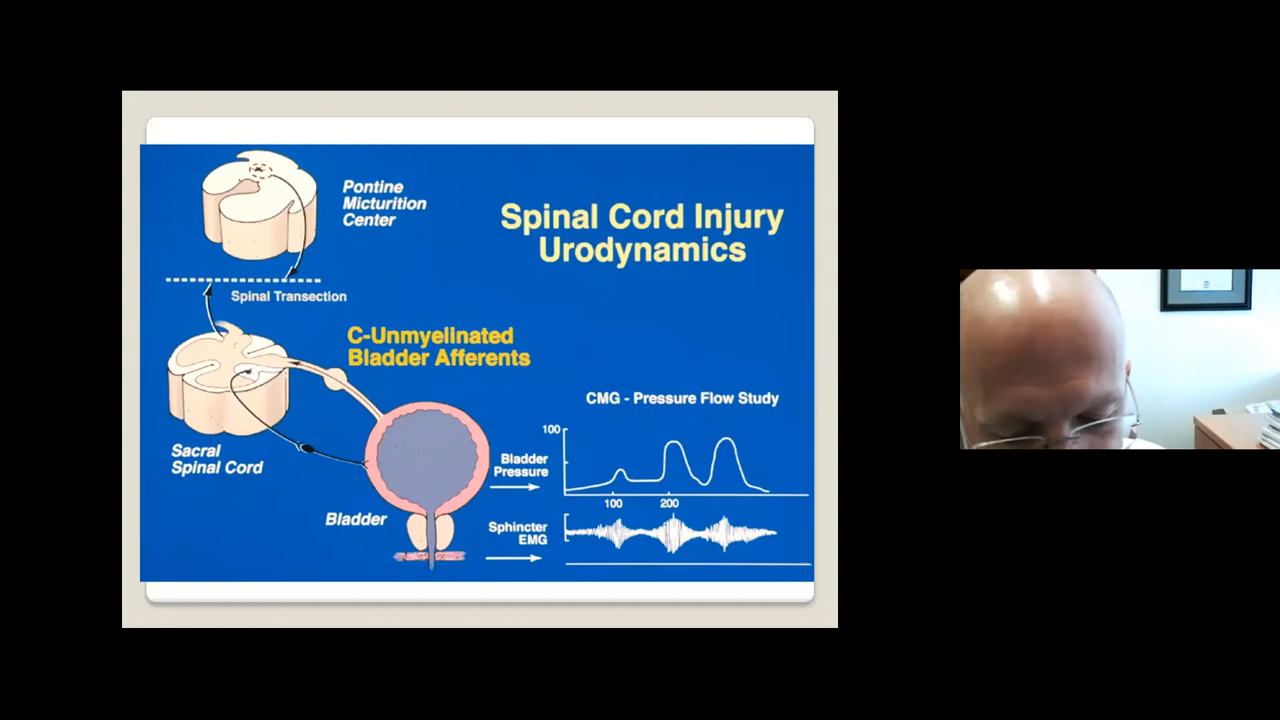 Pontine
Micturition
Center
Spinal Cord Injury
Urodynamics
Spinal Transection
C-Unmyelinated
Bladder Afferents
CMG - Pressure Flow Study
100
Sacral
Spinal Cord
Bladder
Pressure
100 200
Bladder
Sphincter
EMG